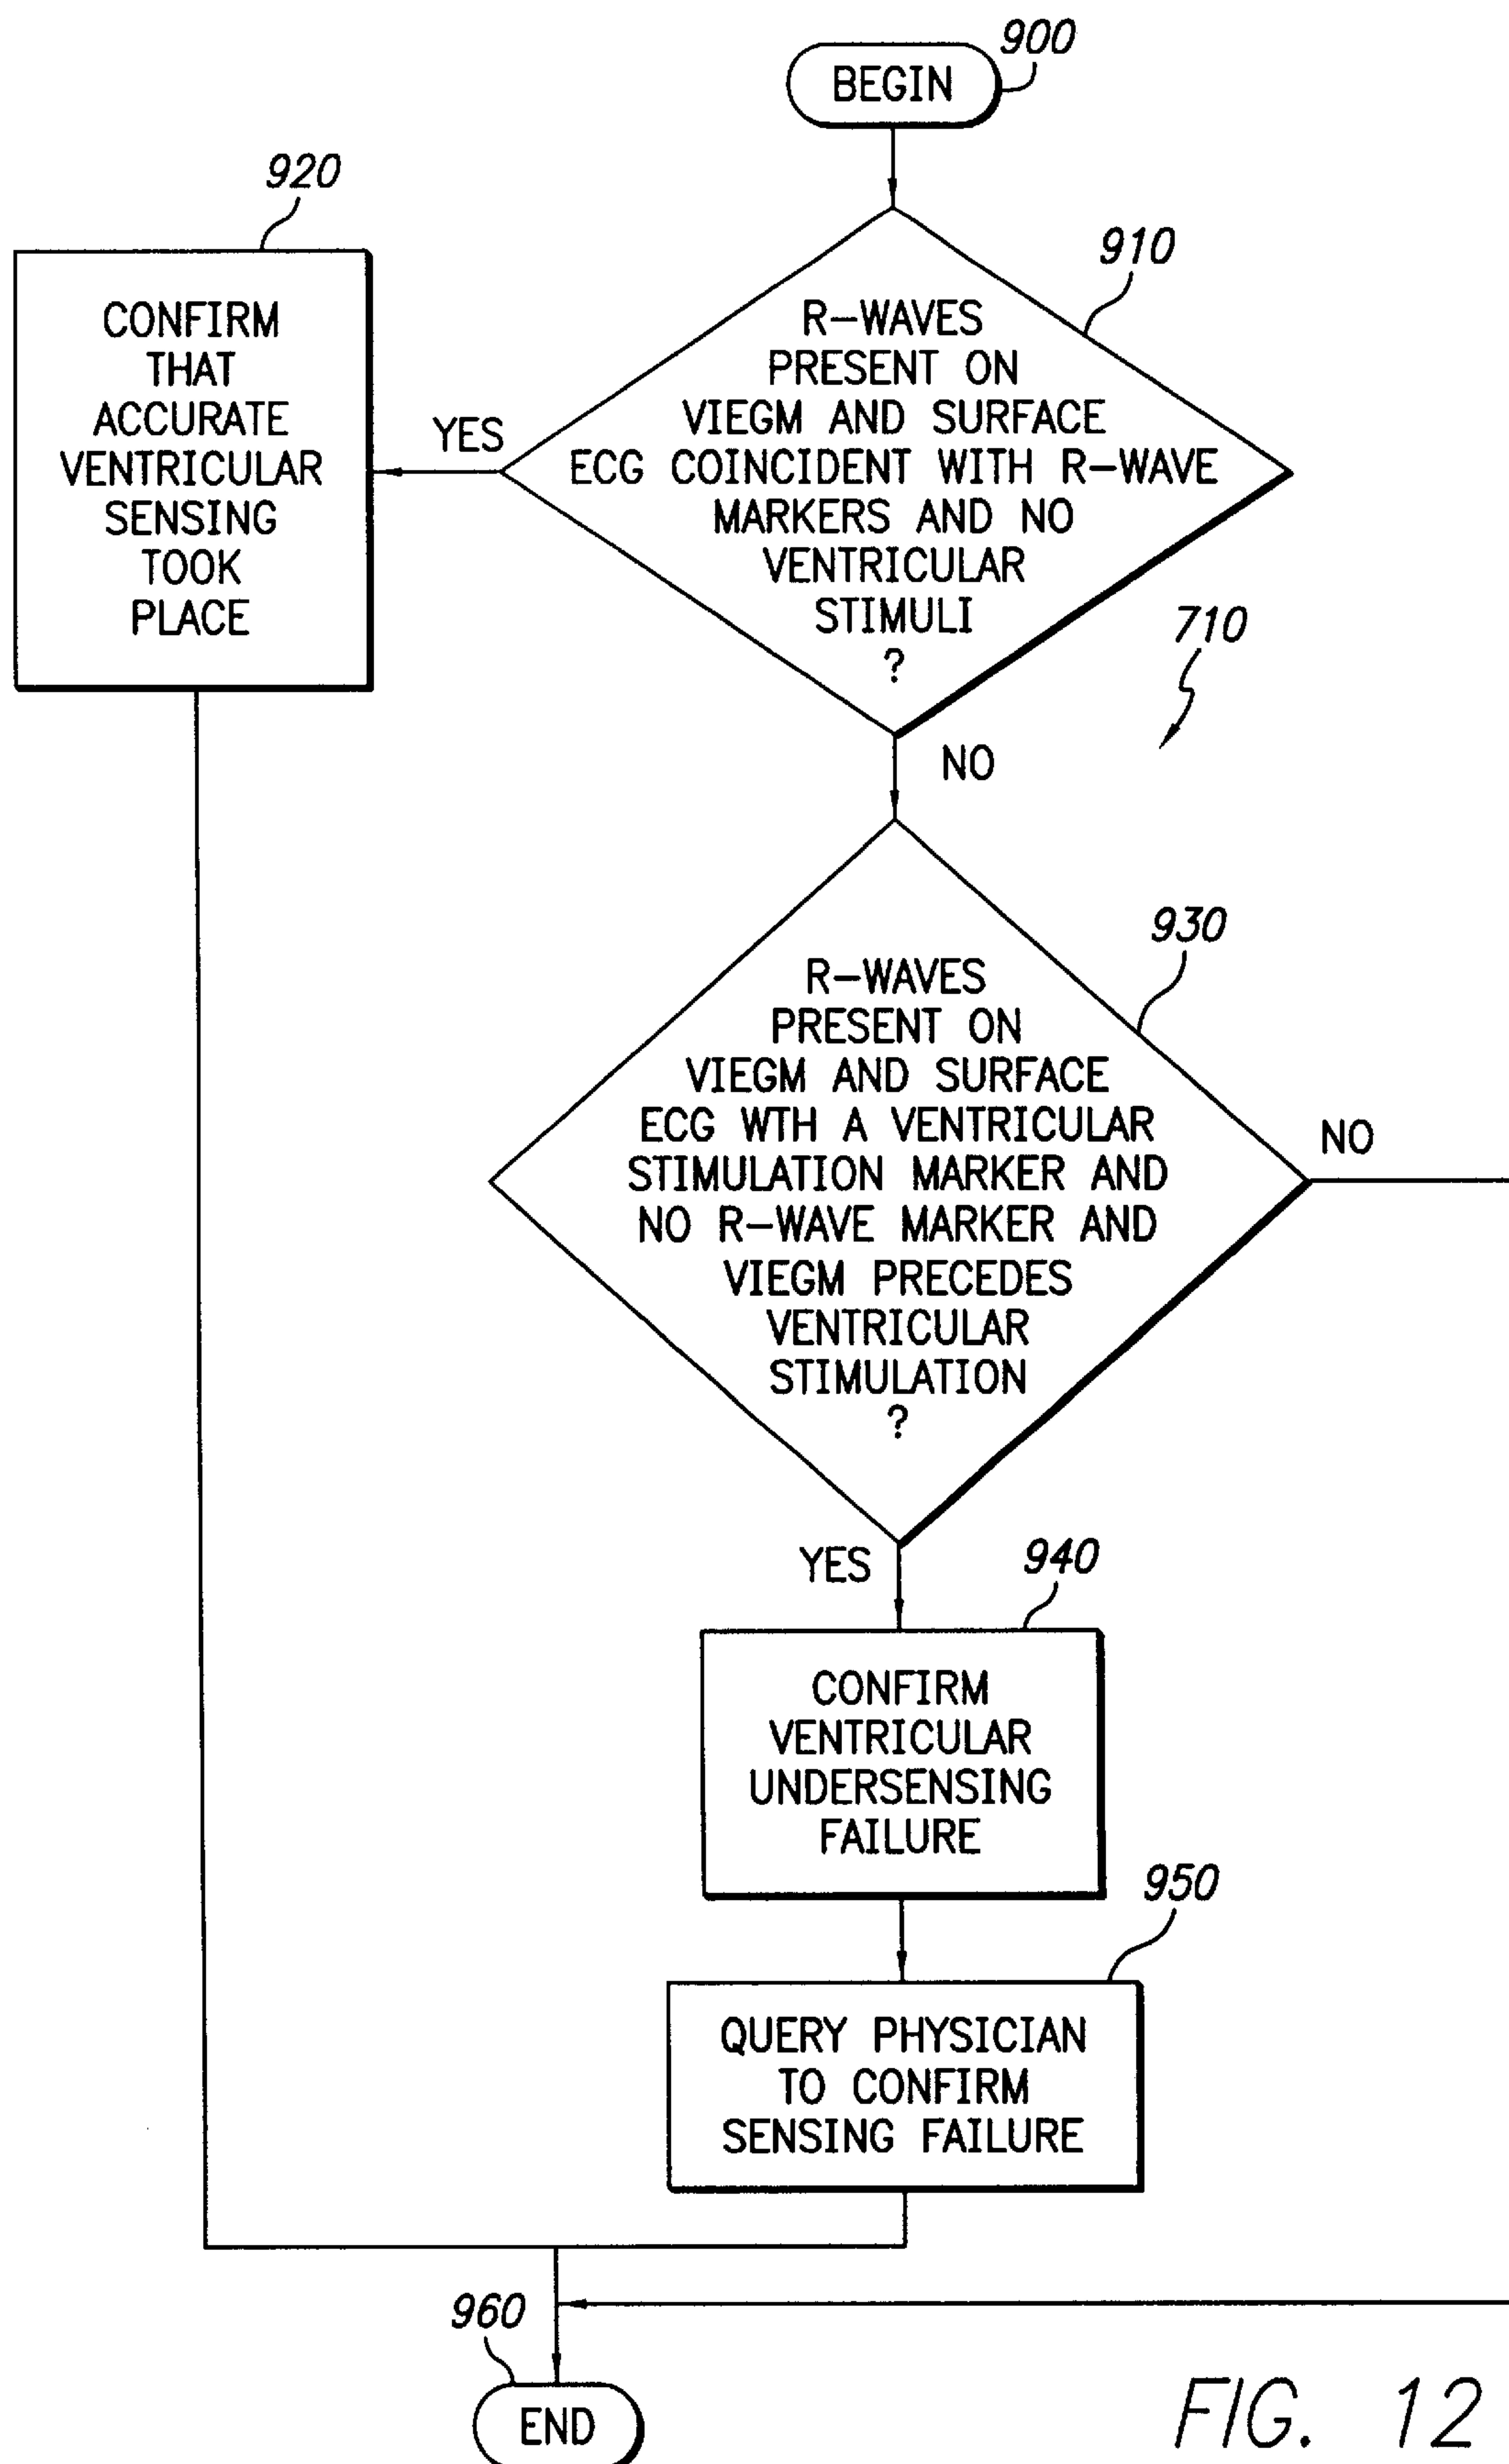 BEGIN
900
920
CONFIRM
THAT
ACCURATE
VENTRICULAR
SENSING
TOOK
PLACE
YES
910
R-WAVES
PRESENT ON
VIEGM AND SURFACE
ECG COINCIDENT WITH R-WAVE
MARKERS AND NO
VENTRICULAR
STIMULI
?
710
NO
930
R-WAVES
PRESENT ON
VIEGM AND SURFACE
ECG WTH A VENTRICULAR
STIMULATION MARKER AND
NO R-WAVE MARKER AND
VIEGM PRECEDES
VENTRICULAR
STIMULATION
?
NO
YES
940
CONFIRM
VENTRICULAR
UNDERSENSING
FAILURE
950
QUERY PHYSICIAN
TO CONFIRM
SENSING FAILURE
960
END
FIG. 12